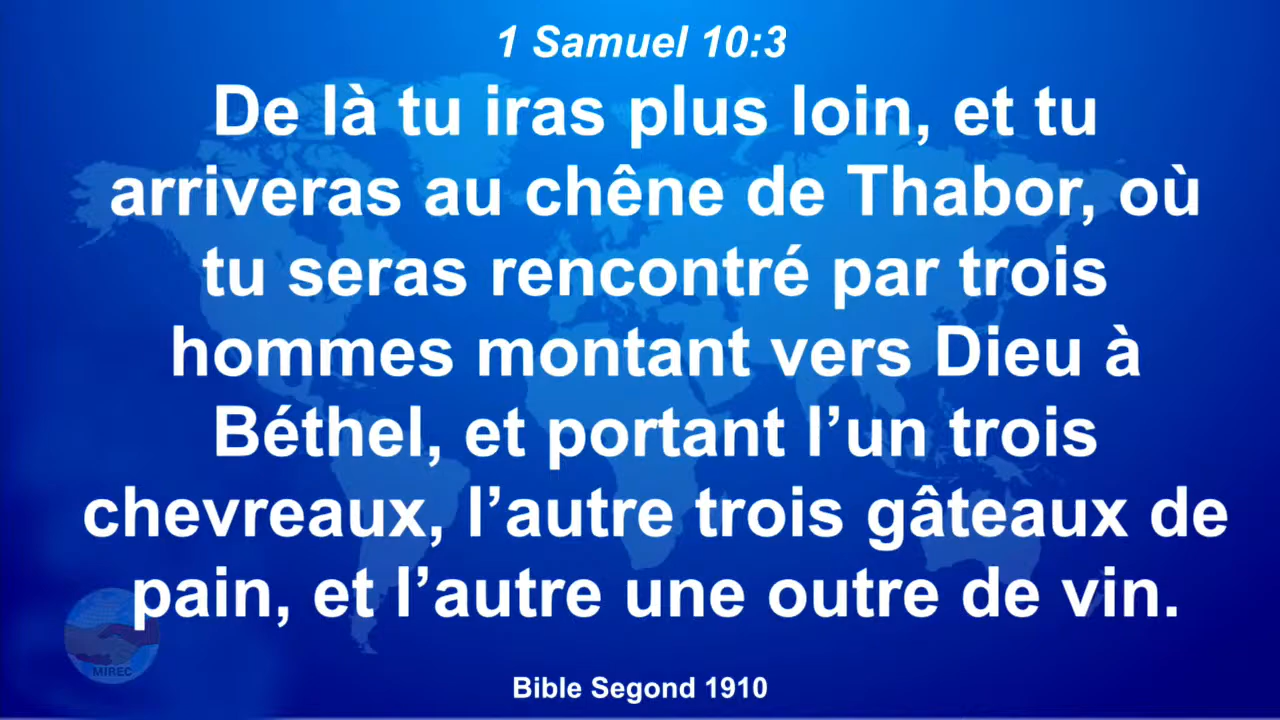 1 Samuel 10:3
De là tu iras plus loin, et tu
arriveras au chêne de Thabor, où
tu seras rencontré par trois
hommes montant vers Dieu à
Béthel, et portant l’un trois
chevreaux, l’autre trois gâteaux de
pain, et l’autre une outre de vin.
MIREC
Bible Segond 1910